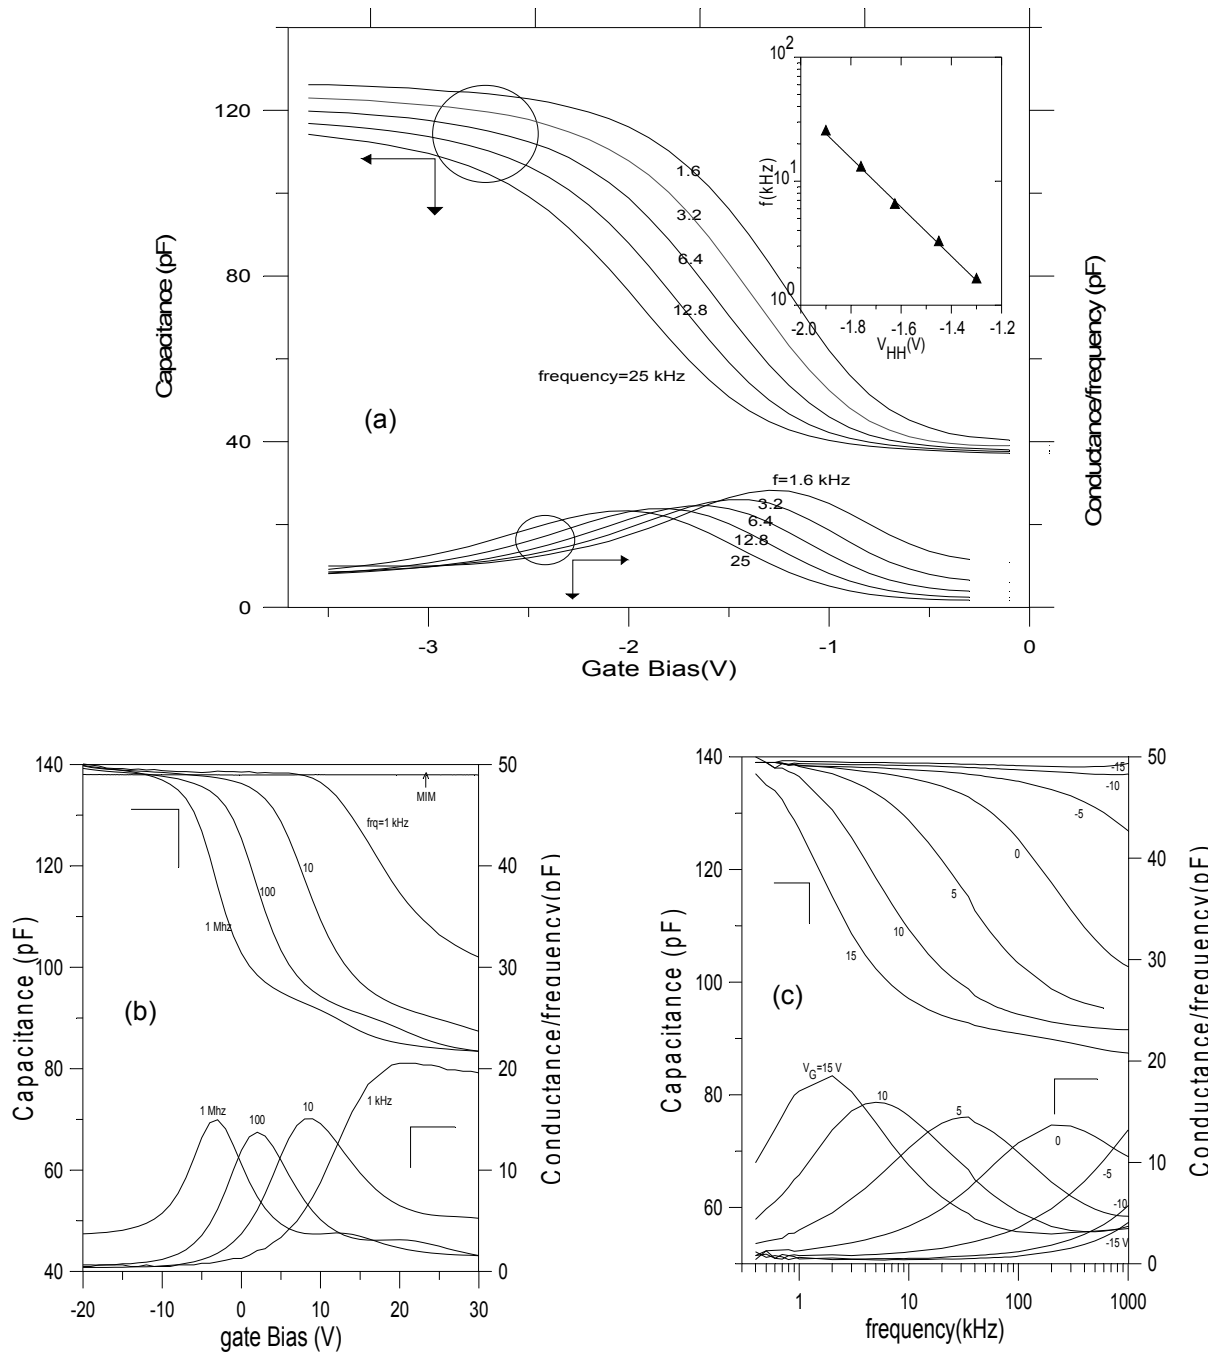 120
80
40
0
-3
-2
-1
0
Gate Bias(V)
Capacitance (pF)
Conductance/frequency (pF)
1.6
3.2
6.4
12.8
frequency=25 kHz
(a)
f=1.6 kHz
3.2
6.4
12.8
25
10^2
10^1
10^0
f(kHz)
-2.0 -1.8 -1.6 -1.4 -1.2
V_HH(V)
140
120
100
80
60
40
50
40
30
20
10
0
-20 -10 0 10 20 30
gate Bias (V)
Capacitance (pF)
Conductance/frequency(pF)
MIM
frq=1 kHz
10
100
1 Mhz
(b)
1 Mhz
100
10
1 kHz
140
120
100
80
60
50
40
30
20
10
0
1 10 100 1000
frequency(kHz)
Capacitance (pF)
Conductance/frequency(pF)
-15
-10
-5
0
5
10
15
(c)
V_G=15 V
10
5
0
-5
-10
-15 V